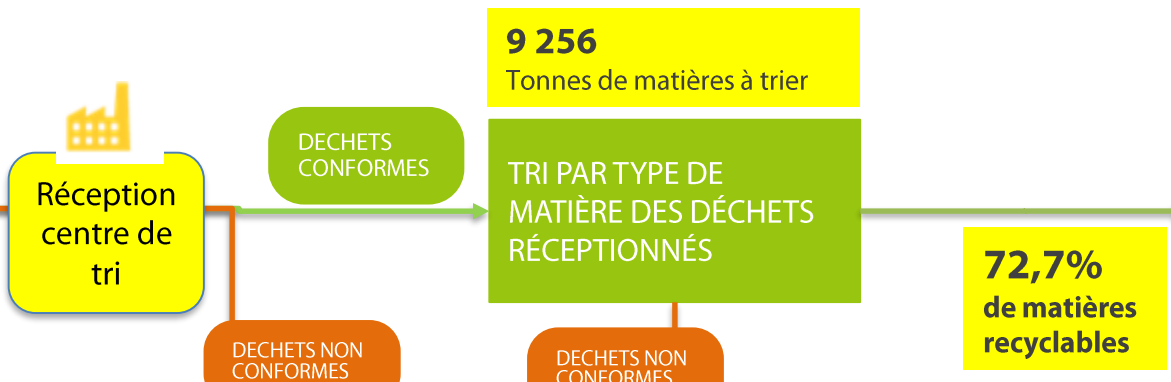 9 256
Tonnes de matières à trier
DECHETS
CONFORMES
Réception
centre de
tri
TRI PAR TYPE DE
MATIÈRE DES DÉCHETS
RÉCEPTIONNÉS
72,7%
de matières
recyclables
DECHETS NON
CONFORMES
DECHETS NON
CONFORMES